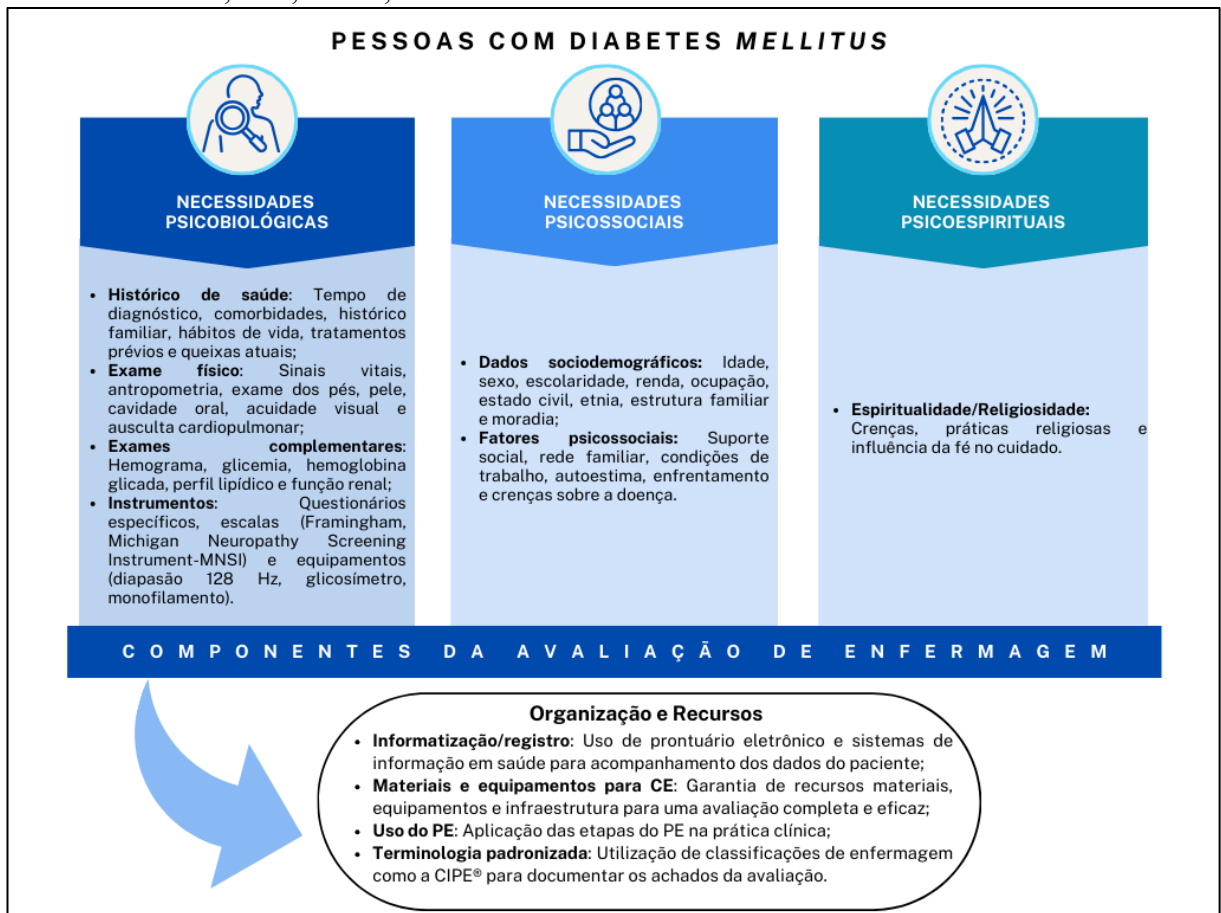 PESSOAS COM DIABETES MELLITUS
NECESSIDADES
PSICOBIOLÓGICAS
• Histórico de saúde: Tempo de
diagnóstico, comorbidades, histórico
familiar, hábitos de vida, tratamentos
prévios e queixas atuais;
• Exame físico: Sinais vitais,
antropometria, exame dos pés, pele,
cavidade oral, acuidade visual e
ausculta cardiopulmonar;
• Exames complementares:
Hemograma, glicemia, hemoglobina
glicada, perfil lipídico e função renal;
• Instrumentos: Questionários
específicos, escalas (Framingham,
Michigan Neuropathy Screening
Instrument-MNSI) e equipamentos
(diapasão 128 Hz, glicosímetro,
monofilamento).
NECESSIDADES
PSICOSSOCIAIS
• Dados sociodemográficos: Idade,
sexo, escolaridade, renda, ocupação,
estado civil, etnia, estrutura familiar
e moradia;
• Fatores psicossociais: Suporte
social, rede familiar, condições de
trabalho, autoestima, enfrentamento
e crenças sobre a doença.
NECESSIDADES
PSICOESPIRITUAIS
• Espiritualidade/Religiosidade:
Crenças, práticas religiosas e
influência da fé no cuidado.
COMPONENTES DA AVALIAÇÃO DE ENFERMAGEM
Organização e Recursos
• Informatização/registro: Uso de prontuário eletrônico e sistemas de
informação em saúde para acompanhamento dos dados do paciente;
• Materiais e equipamentos para CE: Garantia de recursos materiais,
equipamentos e infraestrutura para uma avaliação completa e eficaz;
• Uso do PE: Aplicação das etapas do PE na prática clínica;
• Terminologia padronizada: Utilização de classificações de enfermagem
como a CIPE® para documentar os achados da avaliação.